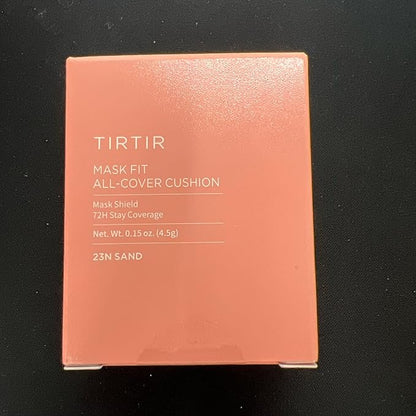 TIRTIR
MASK FIT
ALL-COVER CUSHION
Mask Shield
72H Stay Coverage
Net. Wt. 0.15 oz. (4.5g)
23N SAND